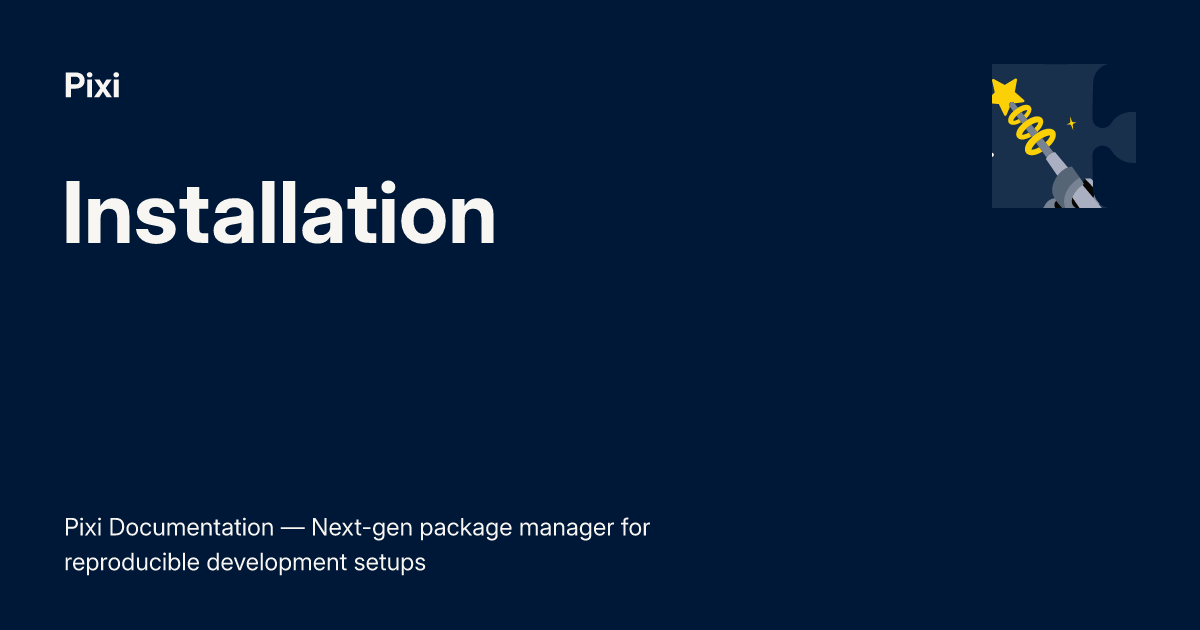 Pixi
Installation
Pixi Documentation — Next-gen package manager for
reproducible development setups